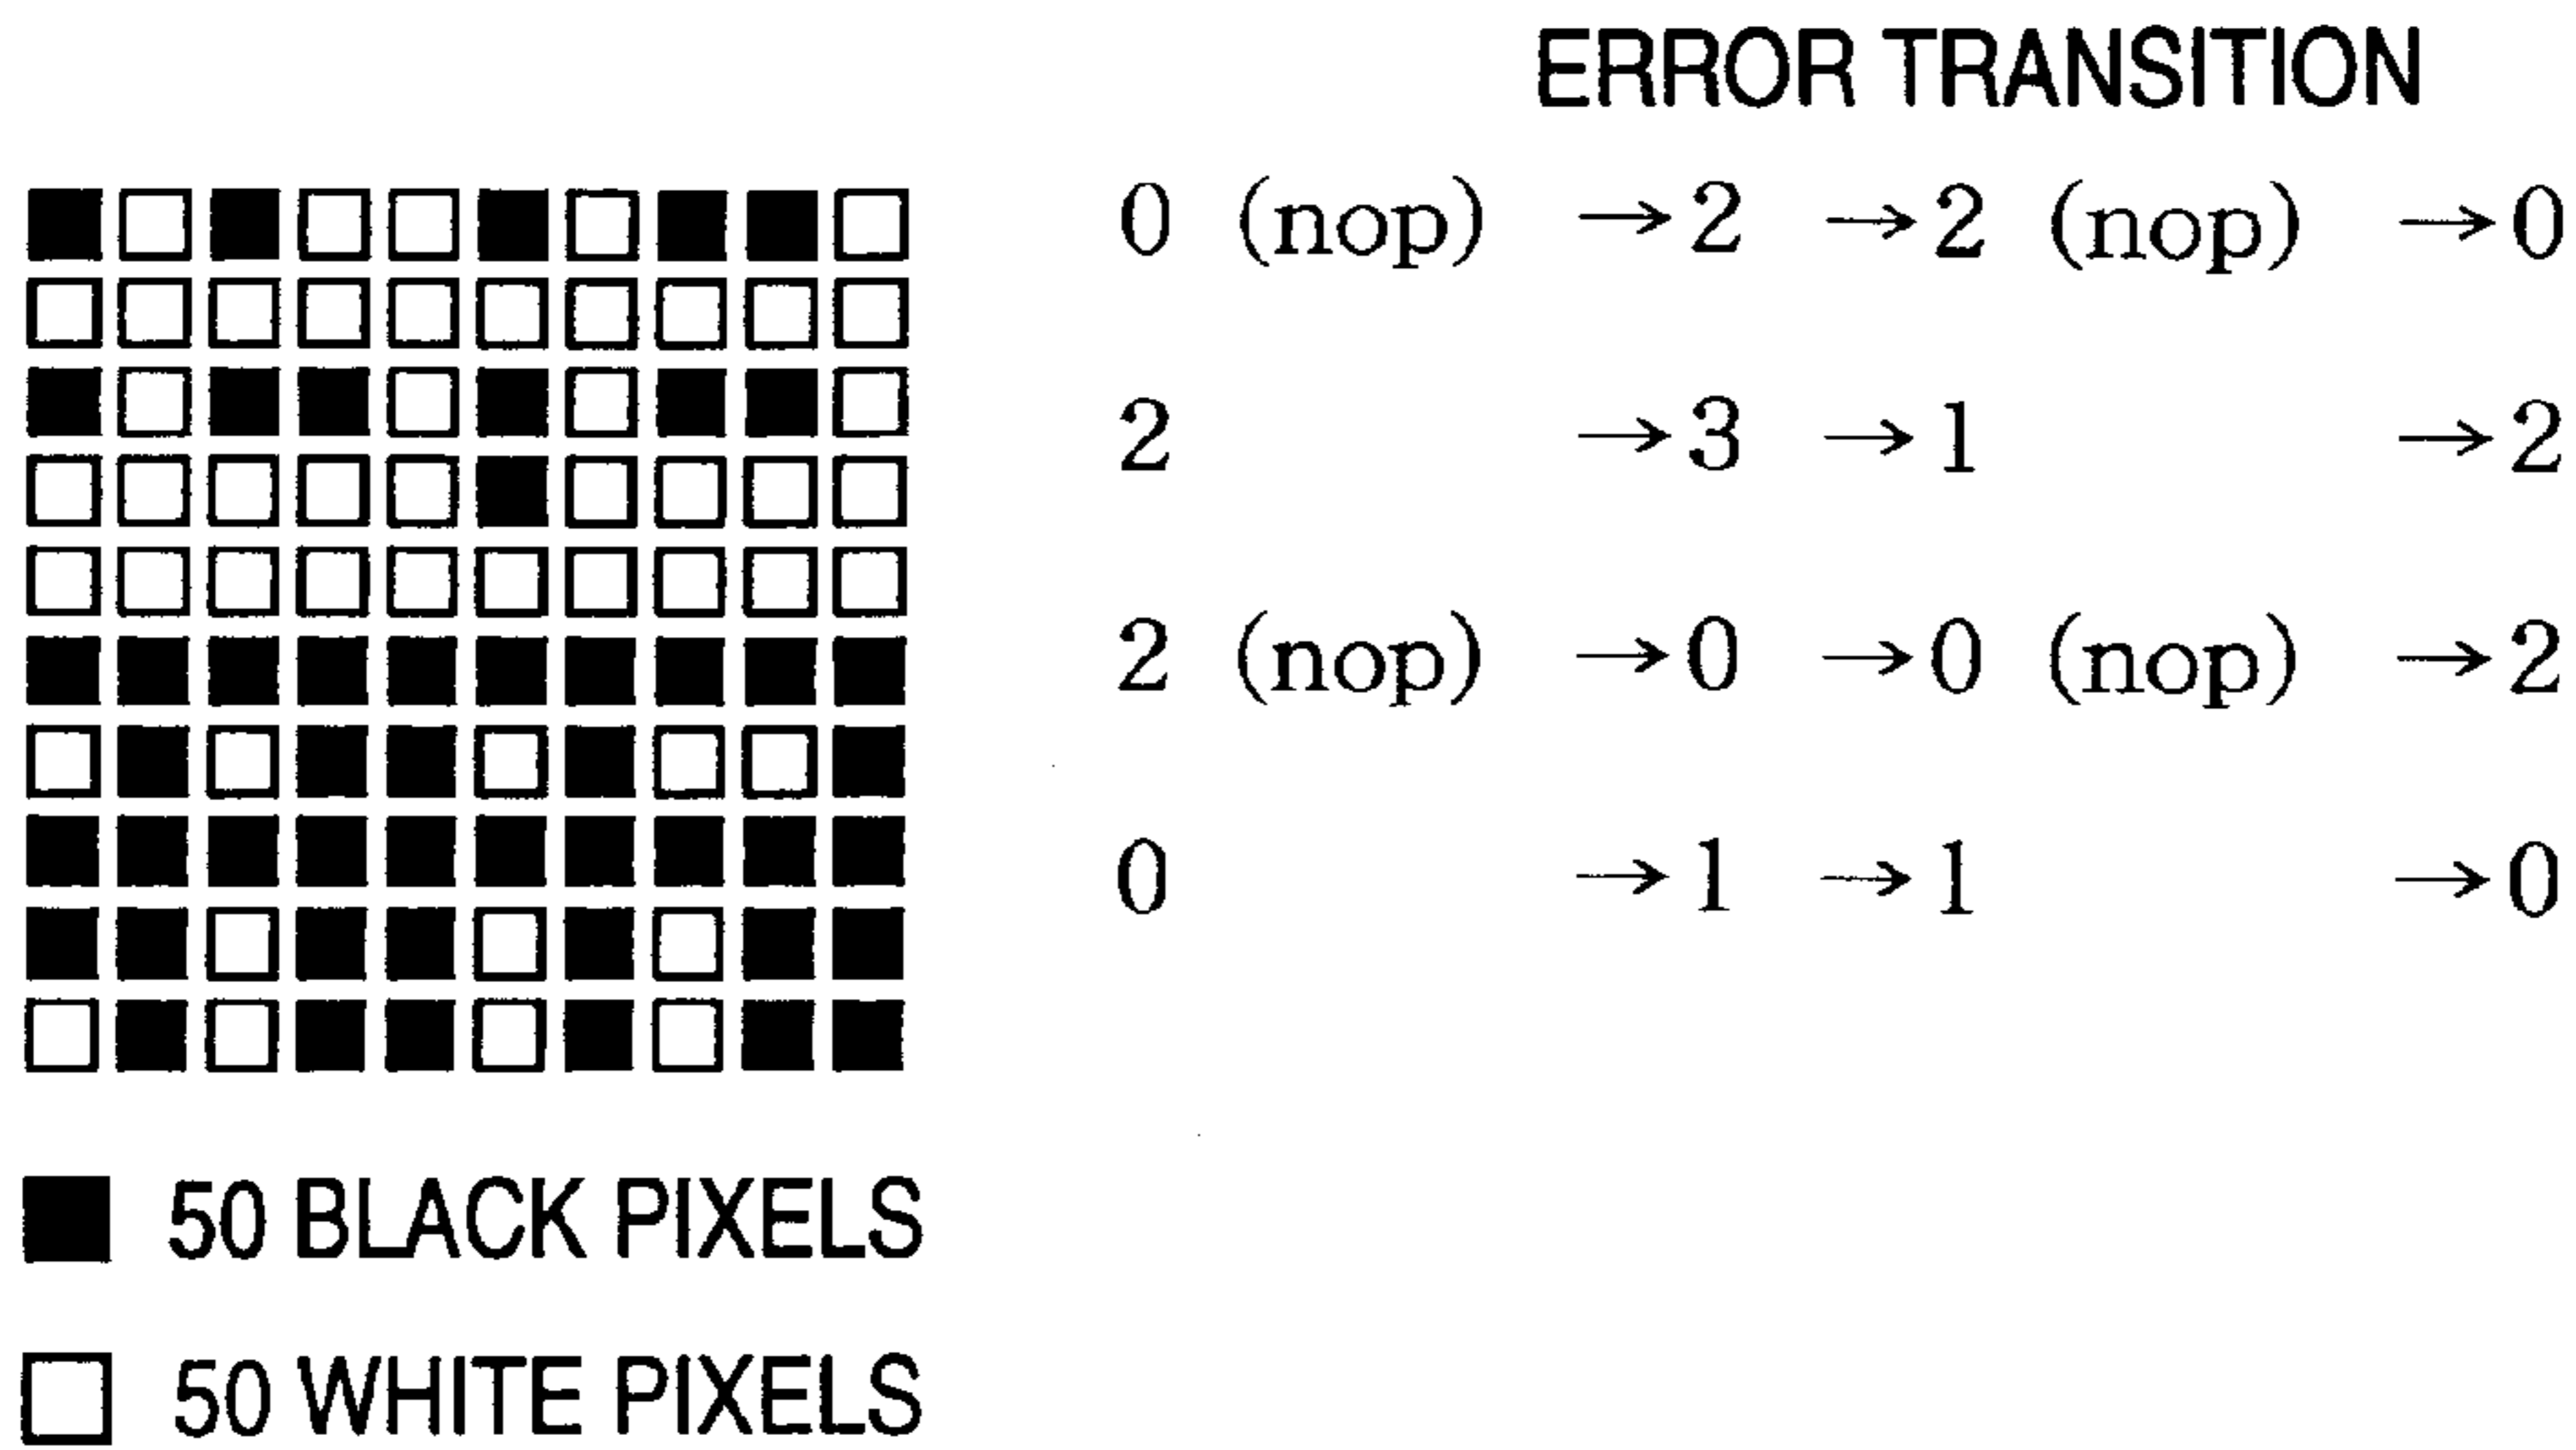 ERROR TRANSITION
0 (nop) →2 →2 (nop) →0
2 →3 →1 →2
2 (nop) →0 →0 (nop) →2
0 →1 →1 →0
50 BLACK PIXELS
50 WHITE PIXELS